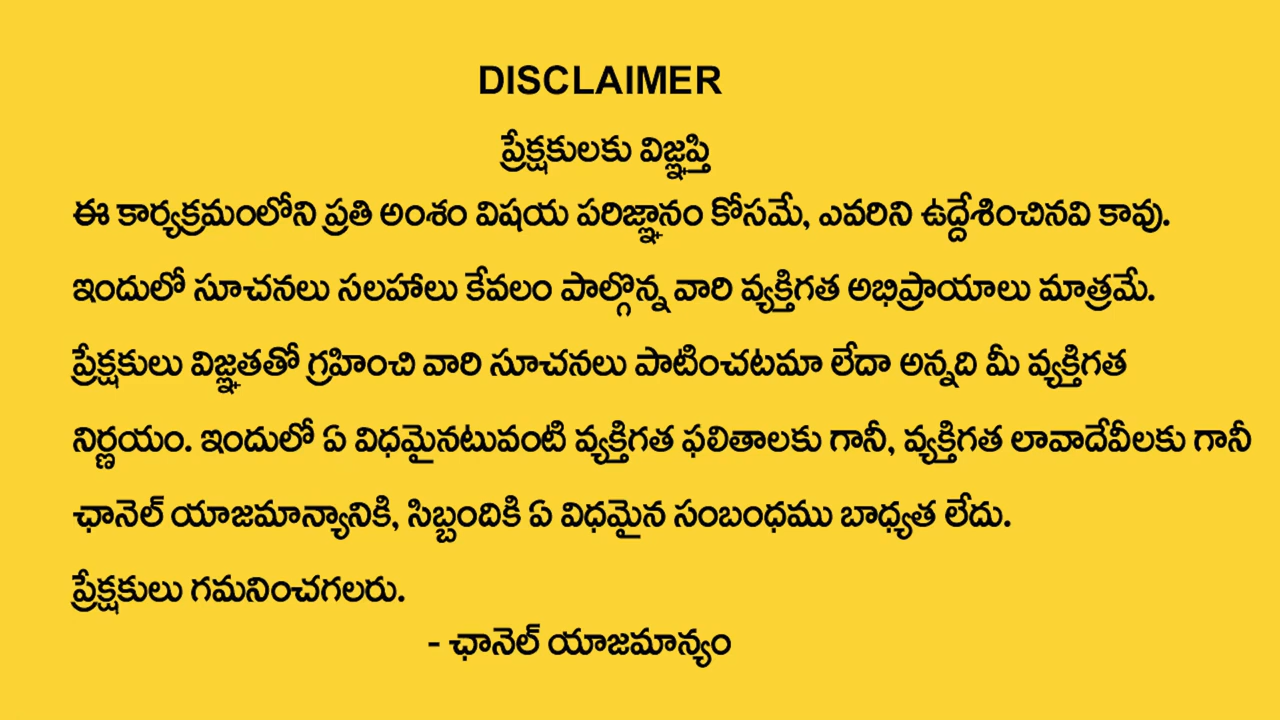 DISCLAIMER
ప్రేక్షకులకు విజ్ఞప్తి
ఈ కార్యక్రమంలోని ప్రతి అంశం విషయ పరిజ్ఞానం కోసమే, ఎవరిని ఉద్దేశించినవి కావు.
ఇందులో సూచనలు సలహాలు కేవలం పాల్గొన్న వారి వ్యక్తిగత అభిప్రాయాలు మాత్రమే.
ప్రేక్షకులు విజ్ఞతతో గ్రహించి వారి సూచనలు పాటించటమా లేదా అన్నది మీ వ్యక్తిగత
నిర్ణయం. ఇందులో ఏ విధమైనటువంటి వ్యక్తిగత ఫలితాలకు గానీ, వ్యక్తిగత లావాదేవీలకు గానీ
ఛానెల్ యాజమాన్యానికి, సిబ్బందికి ఏ విధమైన సంబంధము బాధ్యత లేదు.
ప్రేక్షకులు గమనించగలరు.
- ఛానెల్ యాజమాన్యం